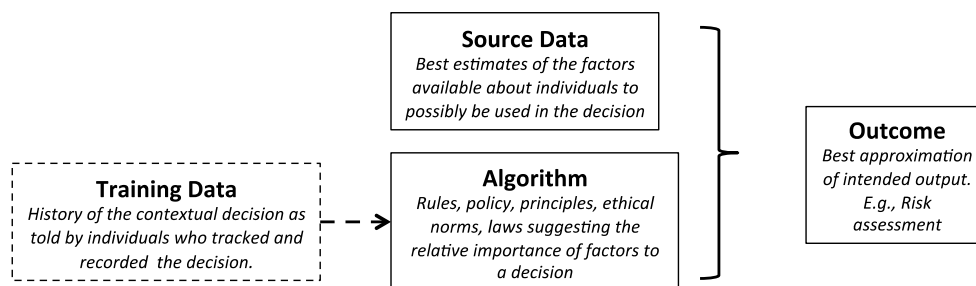 Source Data
Best estimates of the factors
available about individuals to
possibly be used in the decision
Training Data
History of the contextual decision as
told by individuals who tracked and
recorded the decision.
Algorithm
Rules, policy, principles, ethical
norms, laws suggesting the
relative importance of factors to
a decision
Outcome
Best approximation
of intended output.
E.g., Risk
assessment